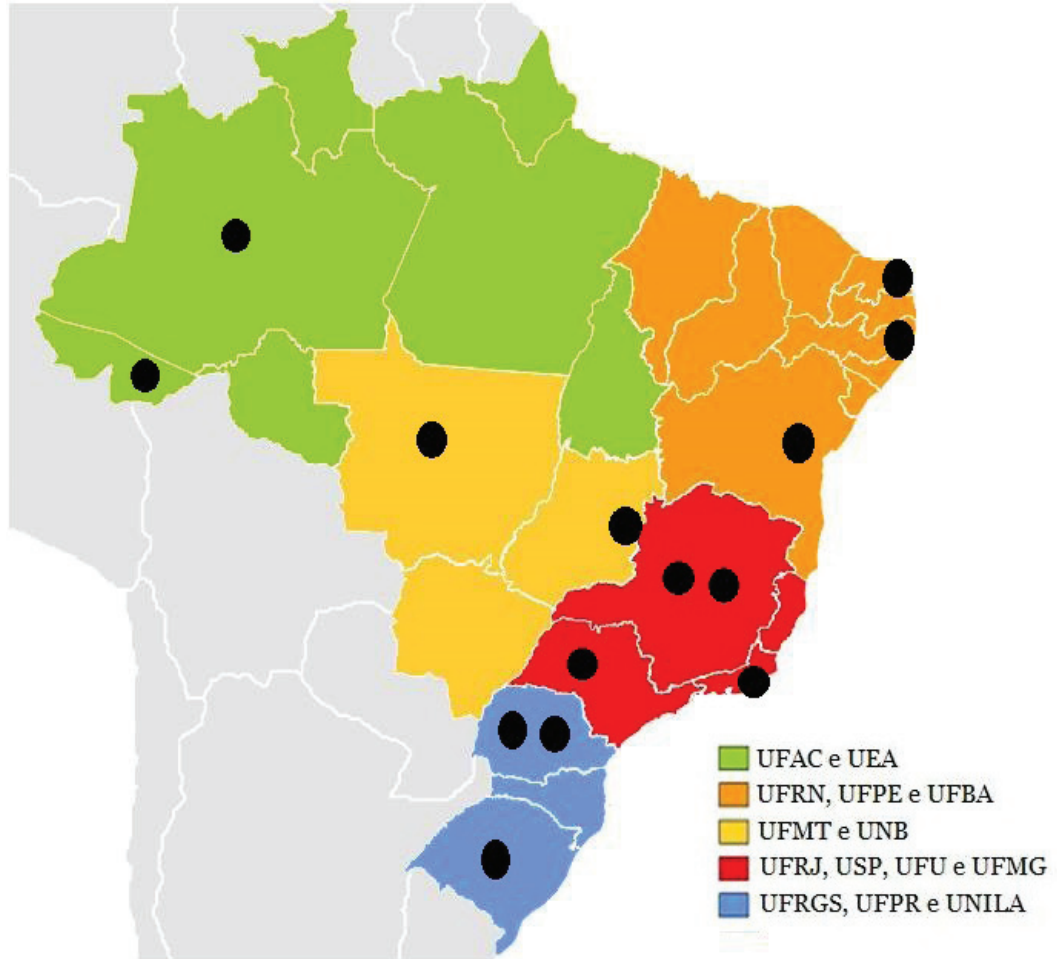 UFAC e UEA
UFRN, UFPE e UFBA
UFMT e UNB
UFRJ, USP, UFU e UFMG
UFRGS, UFPR e UNILA